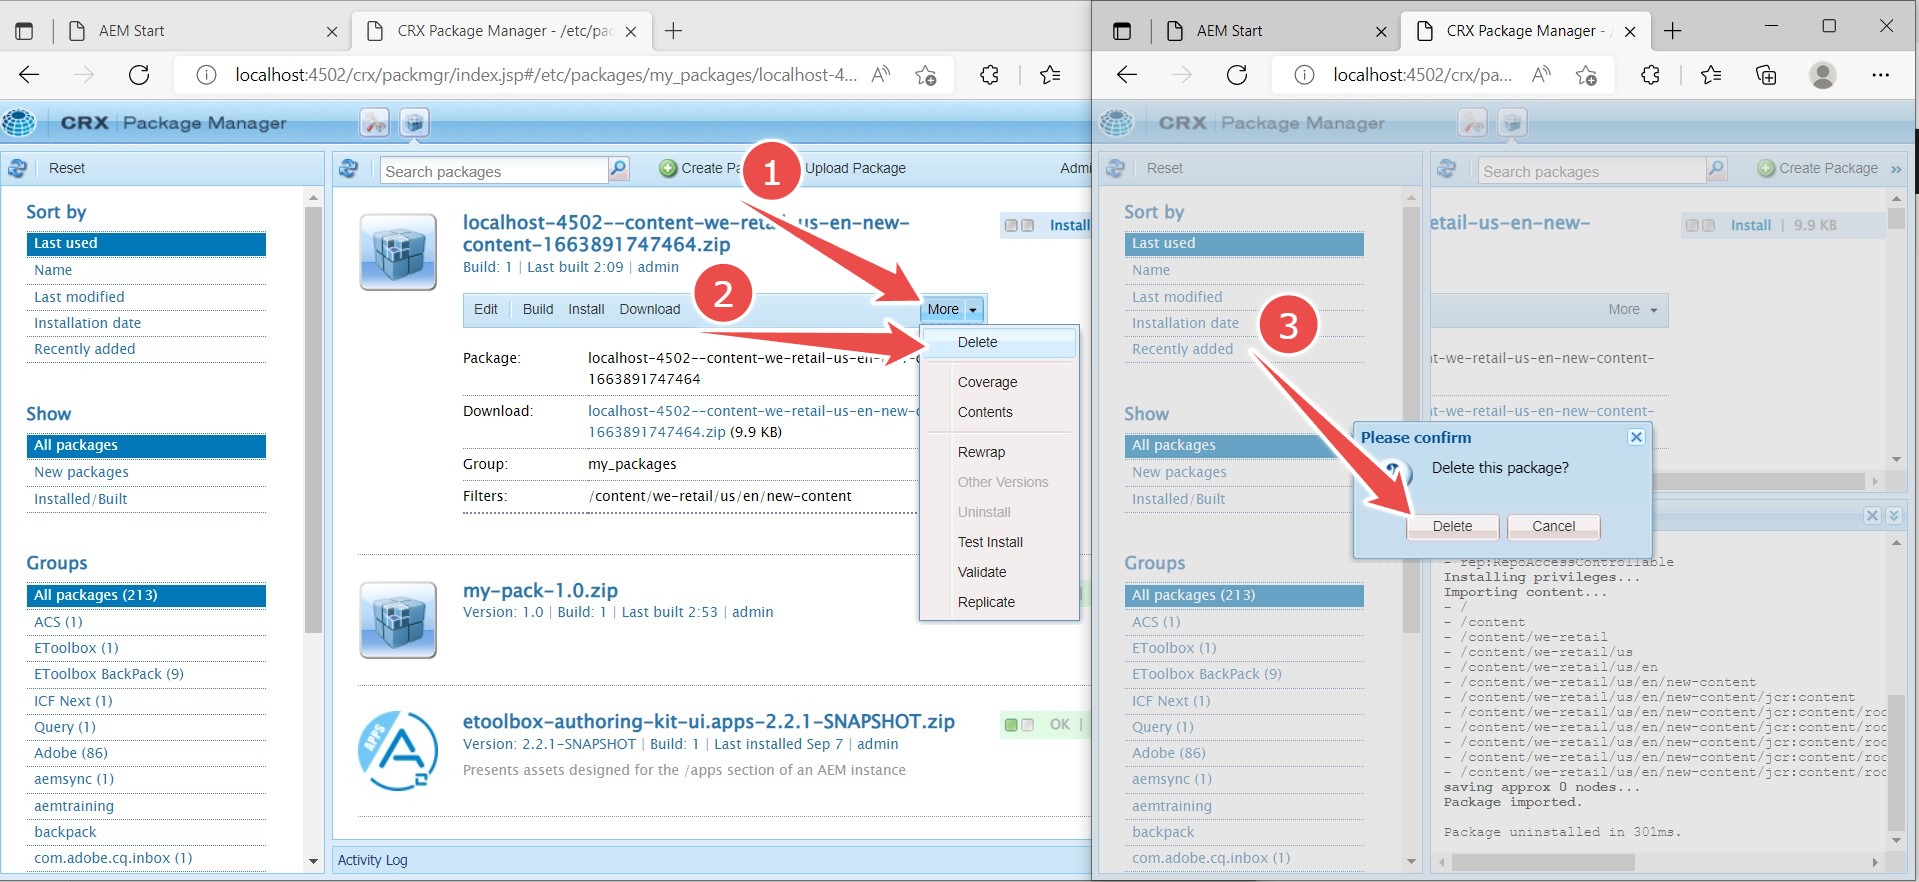 AEM Start
CRX Package Manager - /etc/pac
localhost:4502/crx/packmgr/index.jsp#/etc/packages/my_packages/localhost-4...
CRX Package Manager
Reset
Search packages
Create Pa
Upload Package
Admi
1
Sort by
Last used
Name
Last modified
Installation date
Recently added
Show
All packages
New packages
Installed/Built
Groups
All packages (213)
ACS (1)
EToolbox (1)
EToolbox BackPack (9)
ICF Next (1)
Query (1)
Adobe (86)
aemsync (1)
aemtraining
backpack
com.adobe.cq.inbox (1)
localhost-4502--content-we-retail-us-en-new-
content-1663891747464.zip
Install
Build: 1 | Last built 2:09 | admin
2
Edit
Build
Install
Download
More
Package:
localhost-4502--content-we-retail-us-en-
1663891747464
Download:
localhost-4502--content-we-retail-us-en-new-c
1663891747464.zip (9.9 KB)
Group:
my_packages
Filters:
/content/we-retail/us/en/new-content
Delete
Coverage
Contents
Rewrap
Other Versions
Uninstall
Test Install
Validate
Replicate
my-pack-1.0.zip
Version: 1.0 | Build: 1 | Last built 2:53 | admin
APPS
A
2
etoolbox-authoring-kit-ui.apps-2.2.1-SNAPSHOT.zip
OK |
Version: 2.2.1-SNAPSHOT | Build: 1 | Last installed Sep 7 | admin
Presents assets designed for the /apps section of an AEM instance
Activity Log
AEM Start
CRX Package Manager - /
localhost:4502/crx/pa...
CRX Package Manager
Reset
Search packages
Create Package
»
Sort by
Last used
Name
Last modified
Installation date
Recently added
3
Show
All packages
New packages
Installed/Built
Groups
All packages (213)
ACS (1)
EToolbox (1)
EToolbox BackPack (9)
ICF Next (1)
Query (1)
Adobe (86)
aemsync (1)
aemtraining
backpack
com.adobe.cq.inbox (1)
etail-us-en-new-
Install | 9.9 KB
More
nt-we-retail-us-en-new-content-
nt-we-retail-us-en-new-content-
Please confirm
Delete this package?
Delete
Cancel
- rep:RepoAccessControllable
Installing privileges...
Importing content...
- /
- /content
- /content/we-retail
- /content/we-retail/us
- /content/we-retail/us/en
- /content/we-retail/us/en/new-content
- /content/we-retail/us/en/new-content/jcr:content
- /content/we-retail/us/en/new-content/jcr:content/roo
- /content/we-retail/us/en/new-content/jcr:content/roo
- /content/we-retail/us/en/new-content/jcr:content/roo
- /content/we-retail/us/en/new-content/jcr:content/roo
- /content/we-retail/us/en/new-content/jcr:content/roo
saving approx 0 nodes...
Package imported.
Package uninstalled in 301ms.